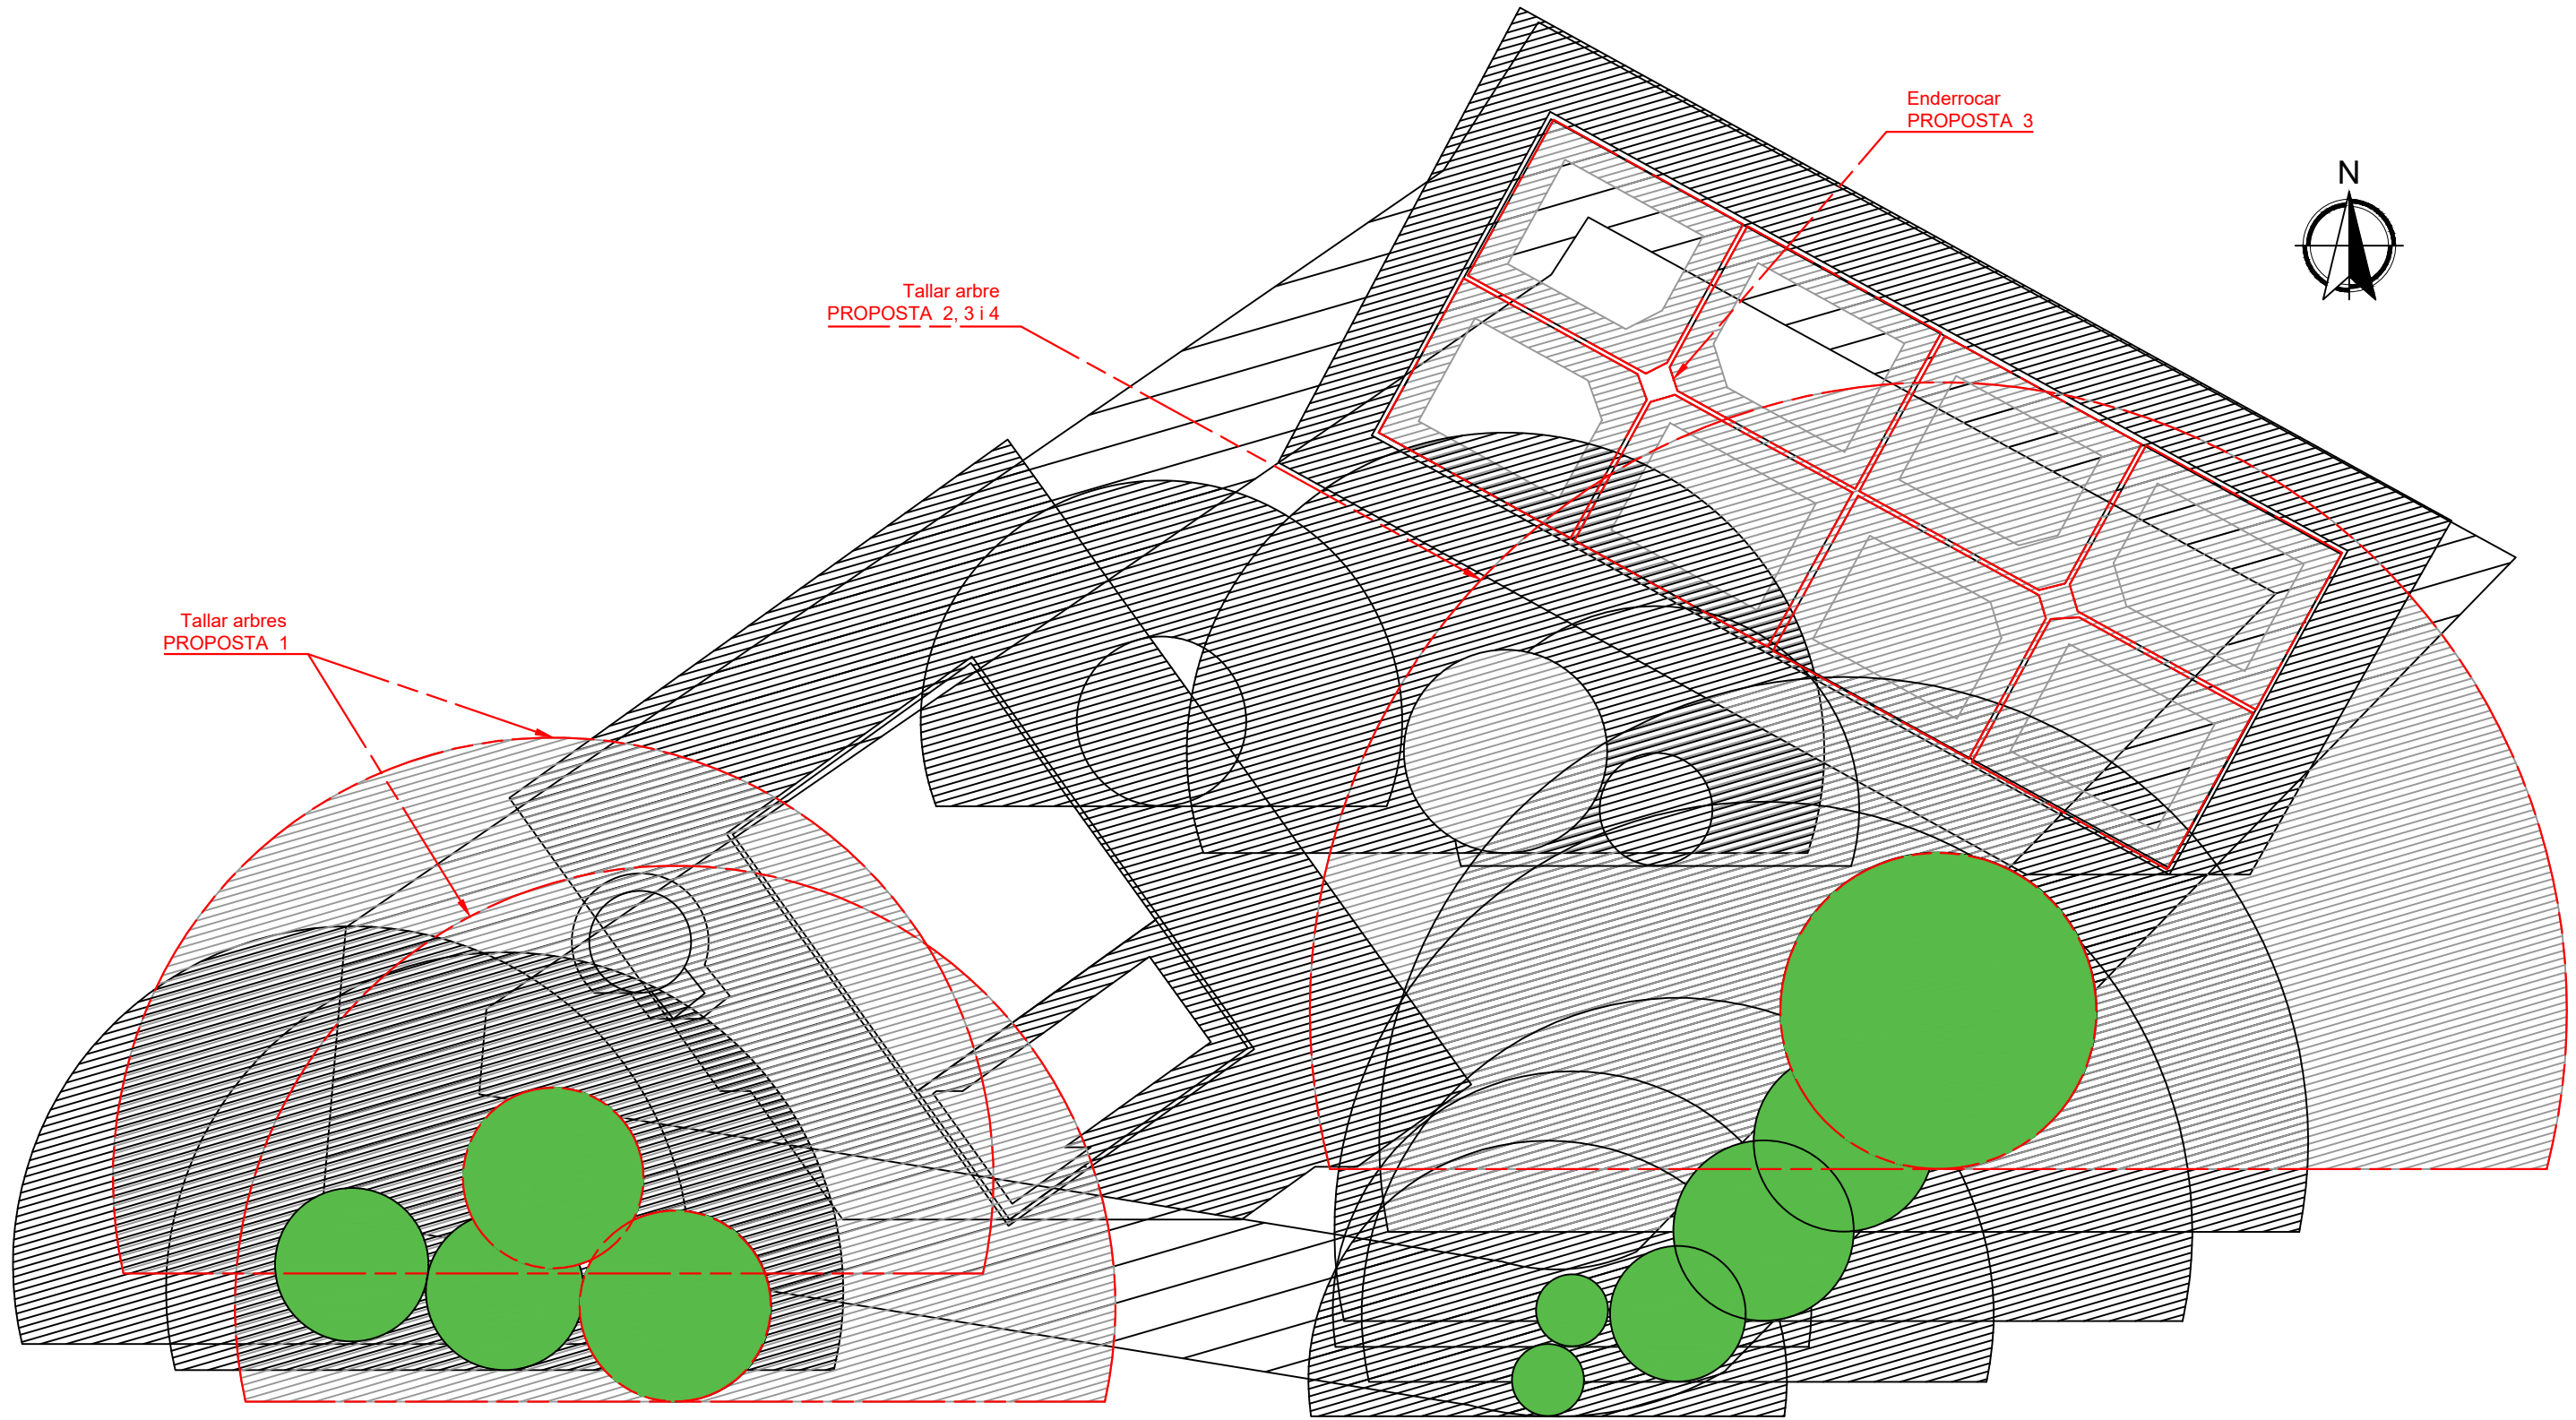 Enderrocar
PROPOSTA 3
N
Tallar arbre
PROPOSTA 2, 3 i 4
Tallar arbres
PROPOSTA 1